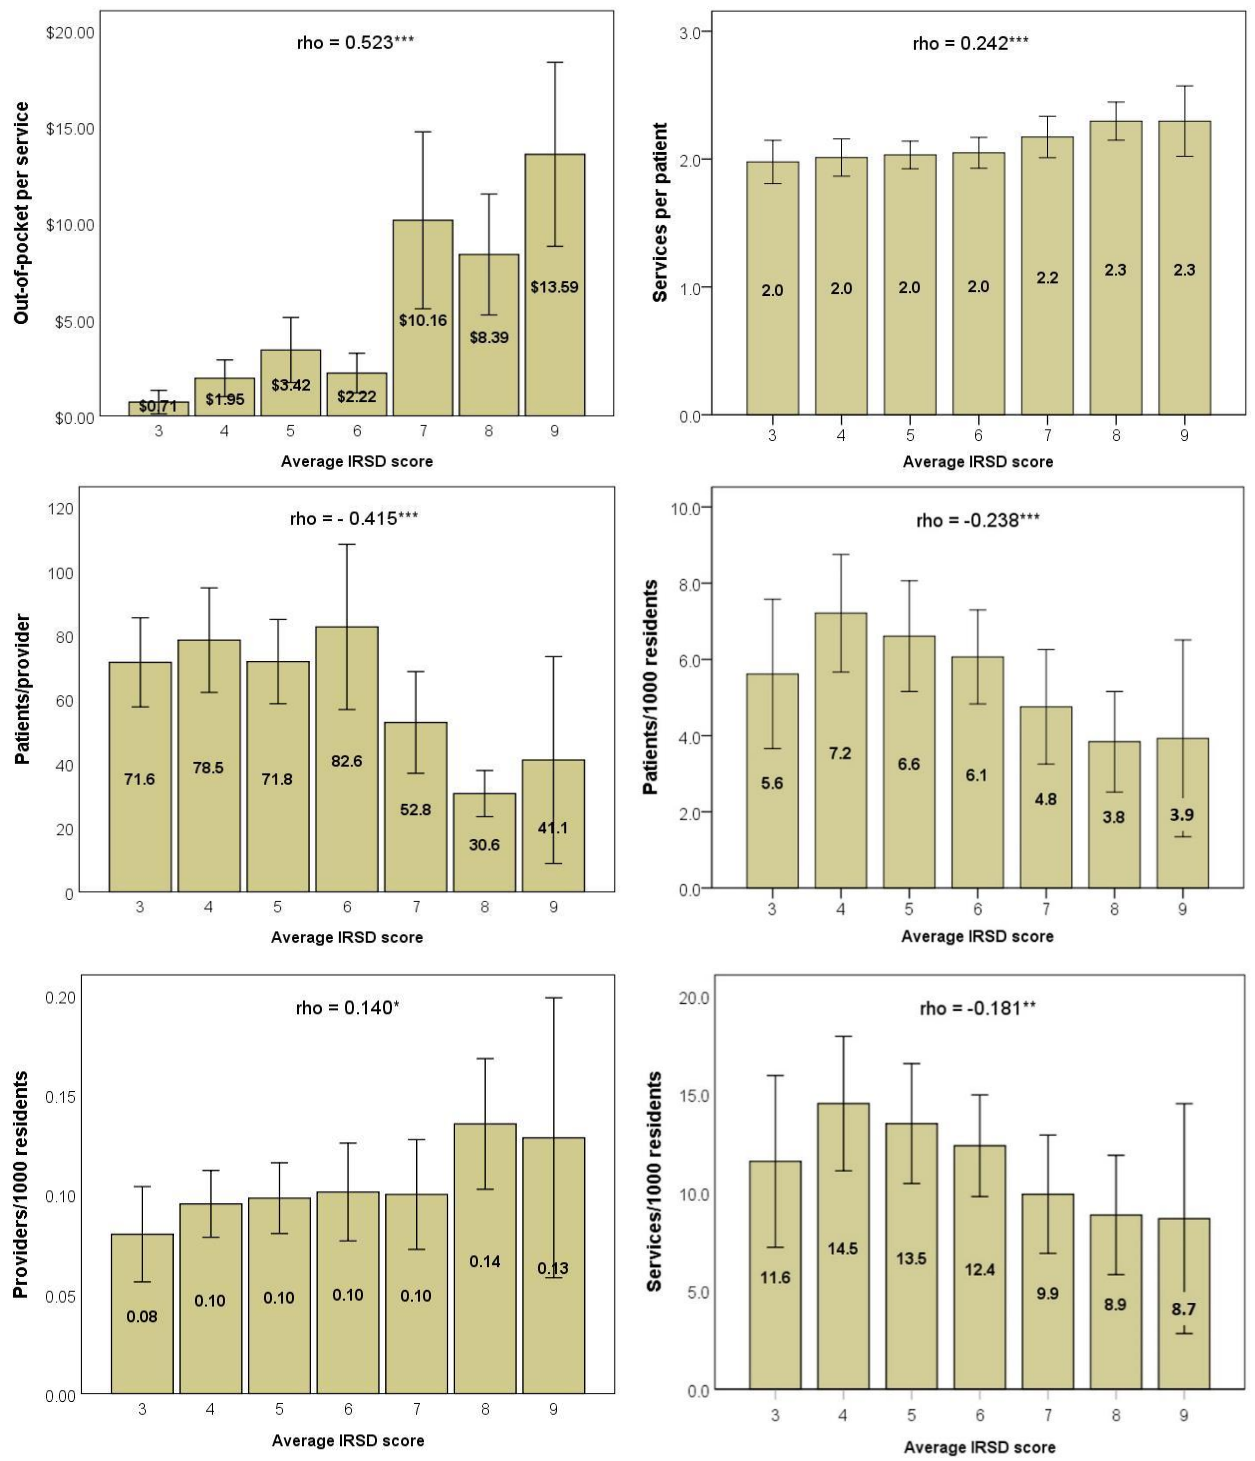 rho = 0.523***
Out-of-pocket per service
$20.00
$15.00
$10.00
$5.00
$0.00
$0.71
$1.95
$3.42
$2.22
$10.16
$8.39
$13.59
3 4 5 6 7 8 9
Average IRSD score
rho = 0.242***
Services per patient
3.0
2.0
1.0
0.0
2.0 2.0 2.0 2.0 2.2 2.3 2.3
3 4 5 6 7 8 9
Average IRSD score
rho = - 0.415***
Patients/provider
120
100
80
60
40
20
0
71.6 78.5 71.8 82.6 52.8 30.6 41.1
3 4 5 6 7 8 9
Average IRSD score
rho = -0.238***
Patients/1000 residents
10.0
8.0
6.0
4.0
2.0
0.0
5.6 7.2 6.6 6.1 4.8 3.8 3.9
3 4 5 6 7 8 9
Average IRSD score
rho = 0.140*
Providers/1000 residents
0.20
0.15
0.10
0.05
0.00
0.08 0.10 0.10 0.10 0.10 0.14 0.13
3 4 5 6 7 8 9
Average IRSD score
rho = -0.181**
Services/1000 residents
20.0
15.0
10.0
5.0
0.0
11.6 14.5 13.5 12.4 9.9 8.9 8.7
3 4 5 6 7 8 9
Average IRSD score